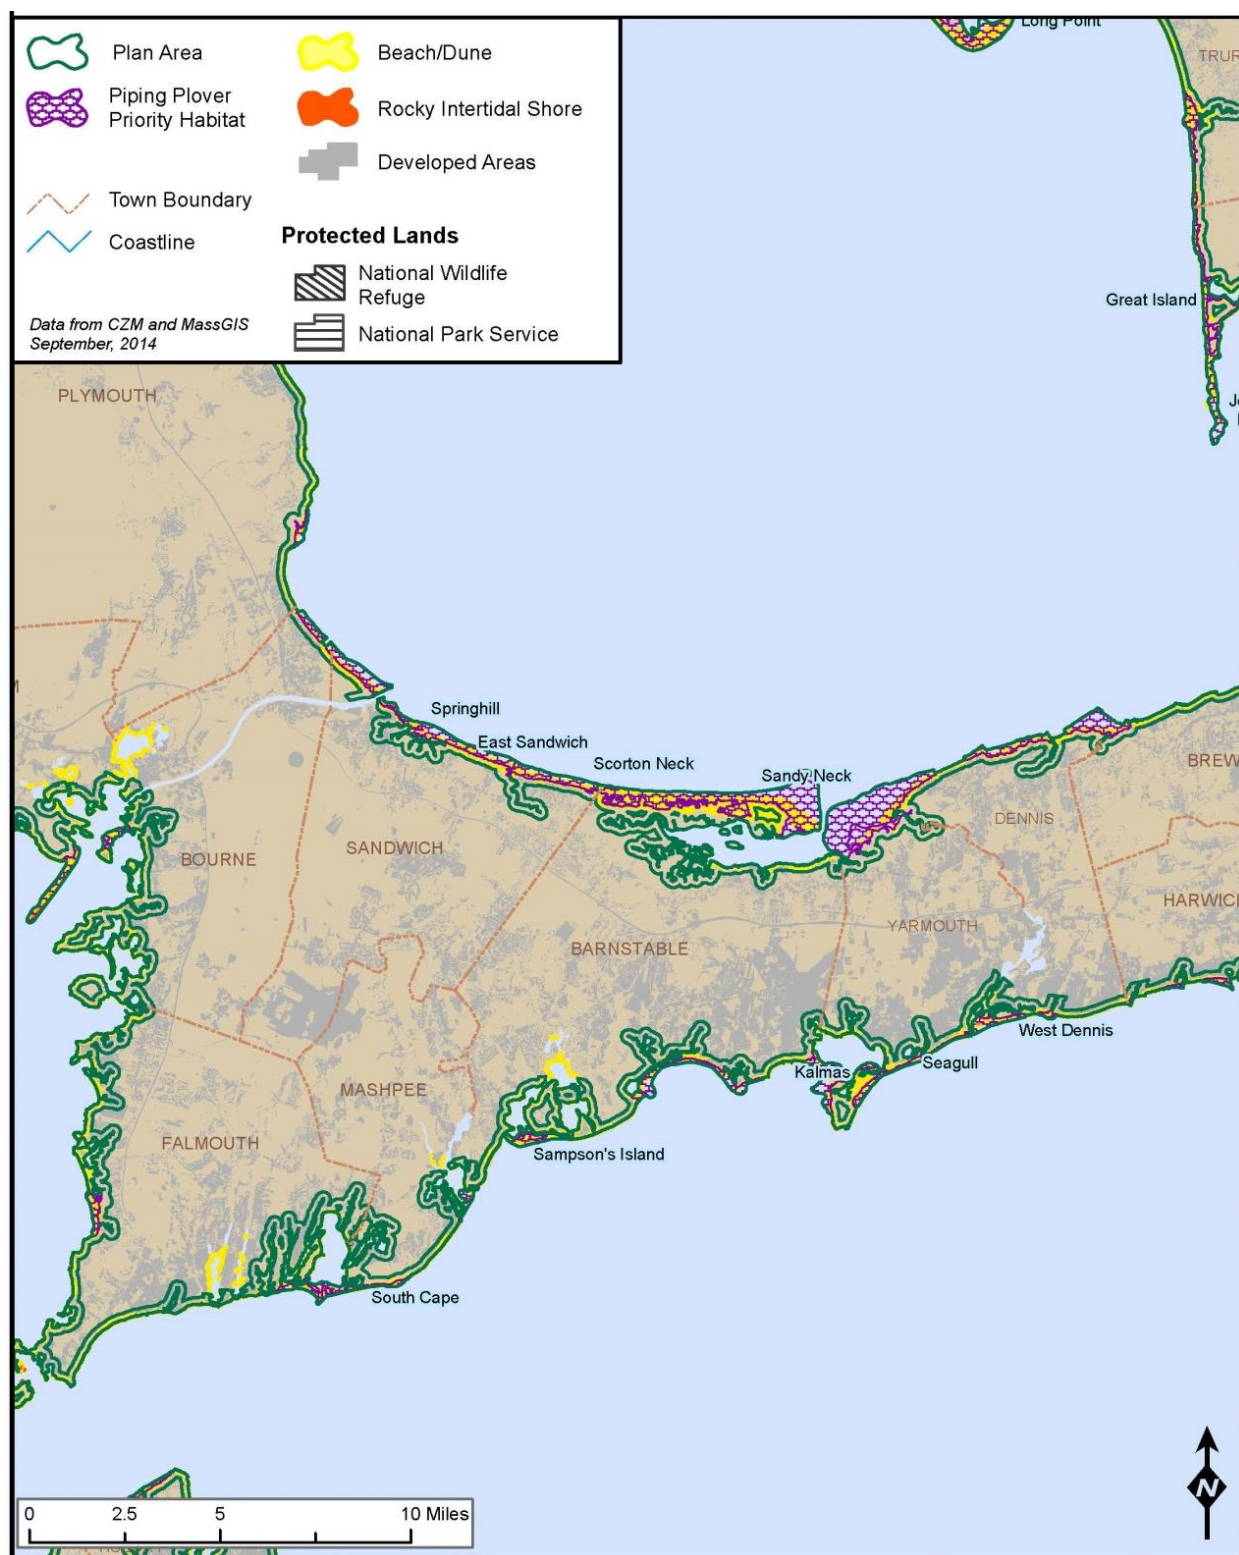 Plan Area
Piping Plover
Priority Habitat
Town Boundary
Coastline
Data from CZM and MassGIS
September, 2014
Beach/Dune
Rocky Intertidal Shore
Developed Areas
Protected Lands
National Wildlife
Refuge
National Park Service
Long Point
TRUR
Great Island
PLYMOUTH
Springhill
East Sandwich
Scorton Neck
Sandy Neck
BREW
DENNIS
BOURNE
SANDWICH
HARWICH
YARMOUTH
BARNSTABLE
West Dennis
Seagull
Kalmas
MASHPEE
FALMOUTH
Sampson's Island
South Cape
N
0 2.5 5 10 Miles